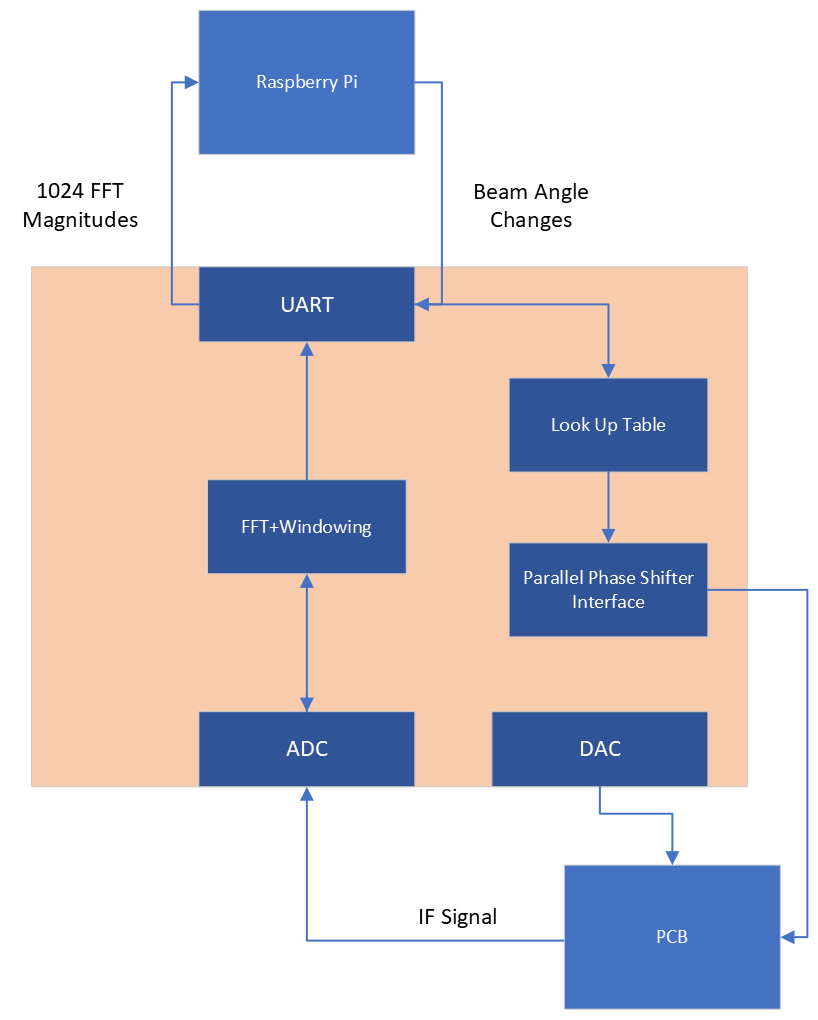 Raspberry Pi
1024 FFT
Magnitudes
Beam Angle
Changes
UART
Look Up Table
FFT+Windowing
Parallel Phase Shifter
Interface
ADC
DAC
IF Signal
PCB